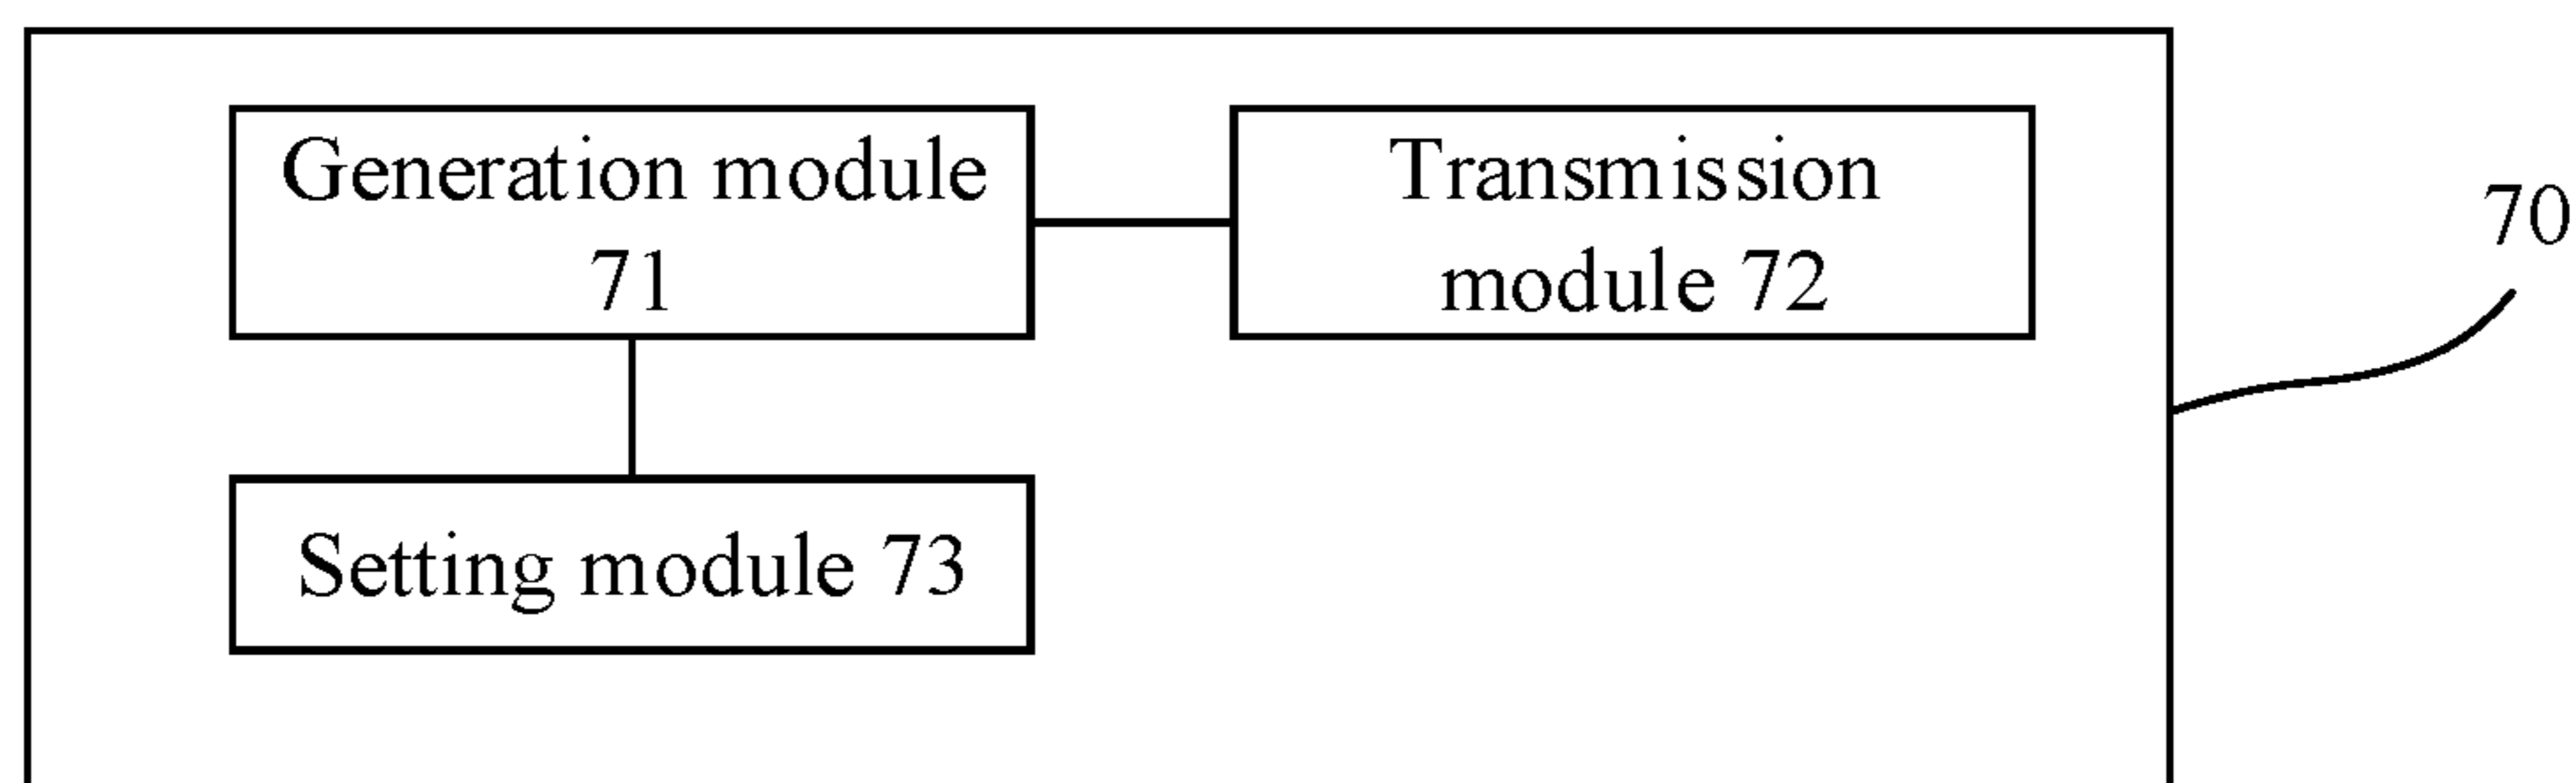 Generation module
71
Transmission
module 72
70
Setting module 73